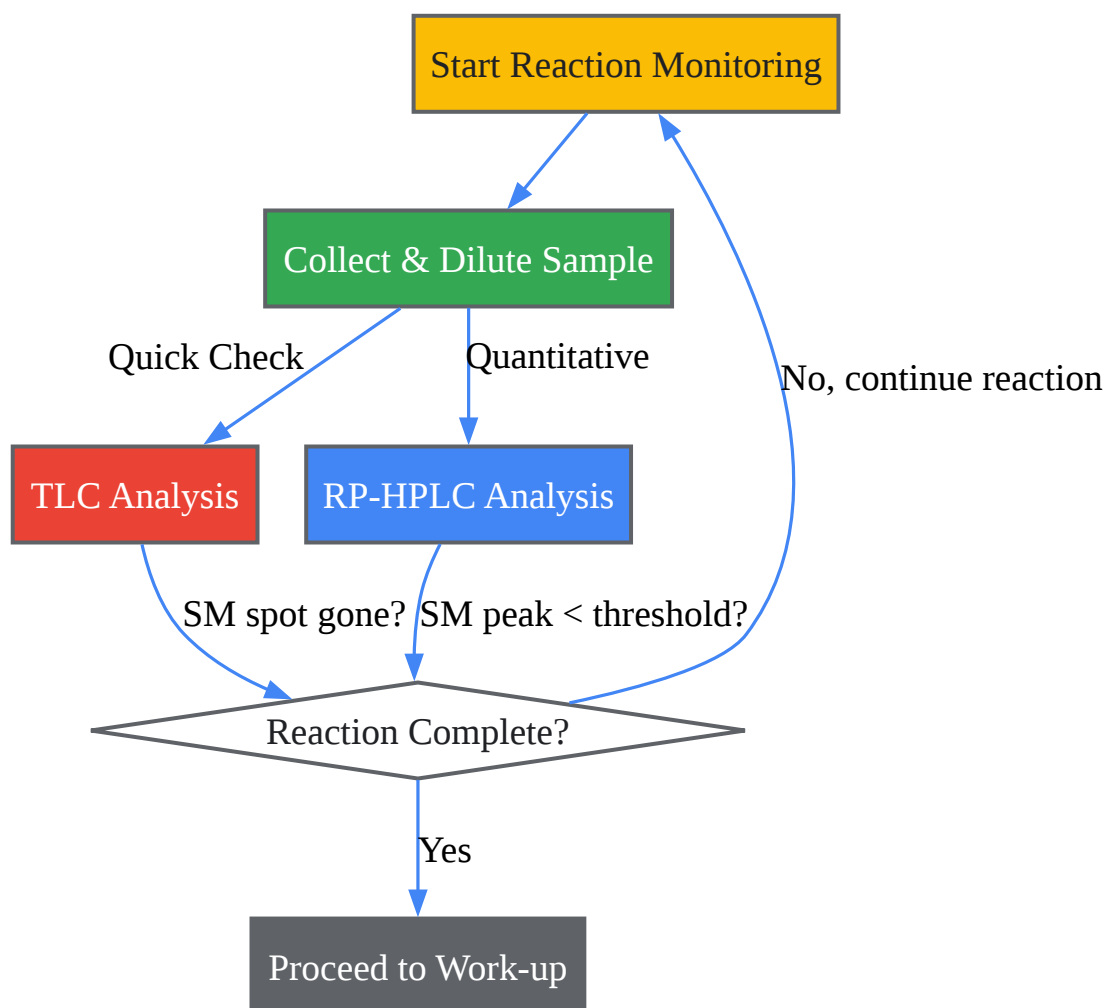 Start Reaction Monitoring
Collect & Dilute Sample
Quick Check
Quantitative
No, continue reaction
TLC Analysis
RP-HPLC Analysis
SM spot gone?
SM peak < threshold?
Reaction Complete?
Yes
Proceed to Work-up